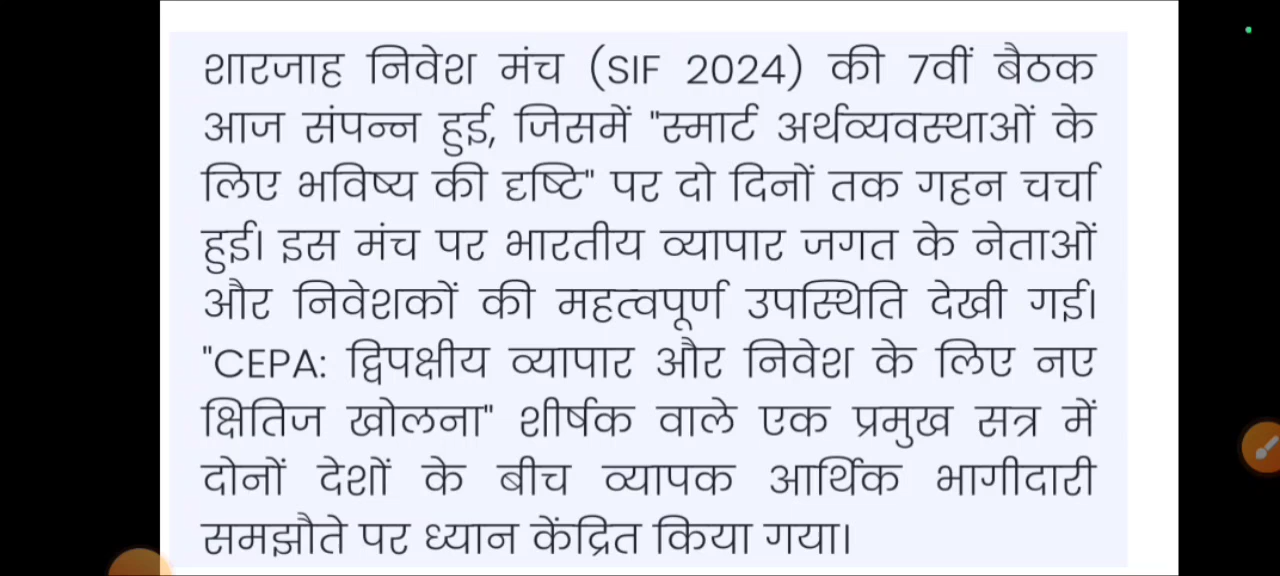 शारजाह निवेश मंच (SIF 2024) की 7वीं बैठक
आज संपन्न हुई, जिसमें "स्मार्ट अर्थव्यवस्थाओं के
लिए भविष्य की दृष्टि" पर दो दिनों तक गहन चर्चा
हुई। इस मंच पर भारतीय व्यापार जगत के नेताओं
और निवेशकों की महत्वपूर्ण उपस्थिति देखी गई।
"CEPA: द्विपक्षीय व्यापार और निवेश के लिए नए
क्षितिज खोलना" शीर्षक वाले एक प्रमुख सत्र में
दोनों देशों के बीच व्यापक आर्थिक भागीदारी
समझौते पर ध्यान केंद्रित किया गया।